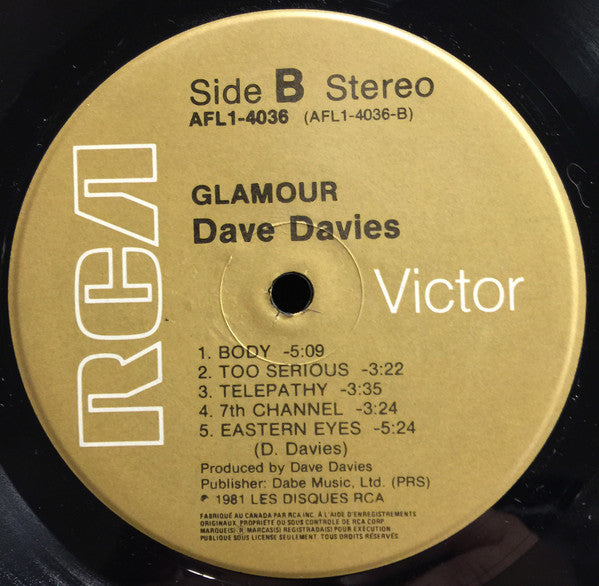 Side B Stereo
AFL1-4036 (AFL1-4036-B)
GLAMOUR
Dave Davies
RCA
Victor
1. BODY -5:09
2. TOO SERIOUS -3:22
3. TELEPATHY -3:35
4. 7th CHANNEL -3:24
5. EASTERN EYES -5:24
(D. Davies)
Produced by Dave Davies
Publisher: Dabe Music, Ltd. (PRS)
℗ 1981 LES DISQUES RCA
FABRIQUÉ AU CANADA PAR RCA INC. À L'AIDE D'ENREGISTREMENTS
ORIGINAUX, PROPRIÉTÉ OU SOUS CONTROLE DE RCA CORP.
MARQUE(S) ® MARCAS(S) REGISTRADA(S) POUR EXÉCUTION
PUBLIQUE SOUS LICENSE SEULEMENT. TOUS DROITS RÉSERVÉS